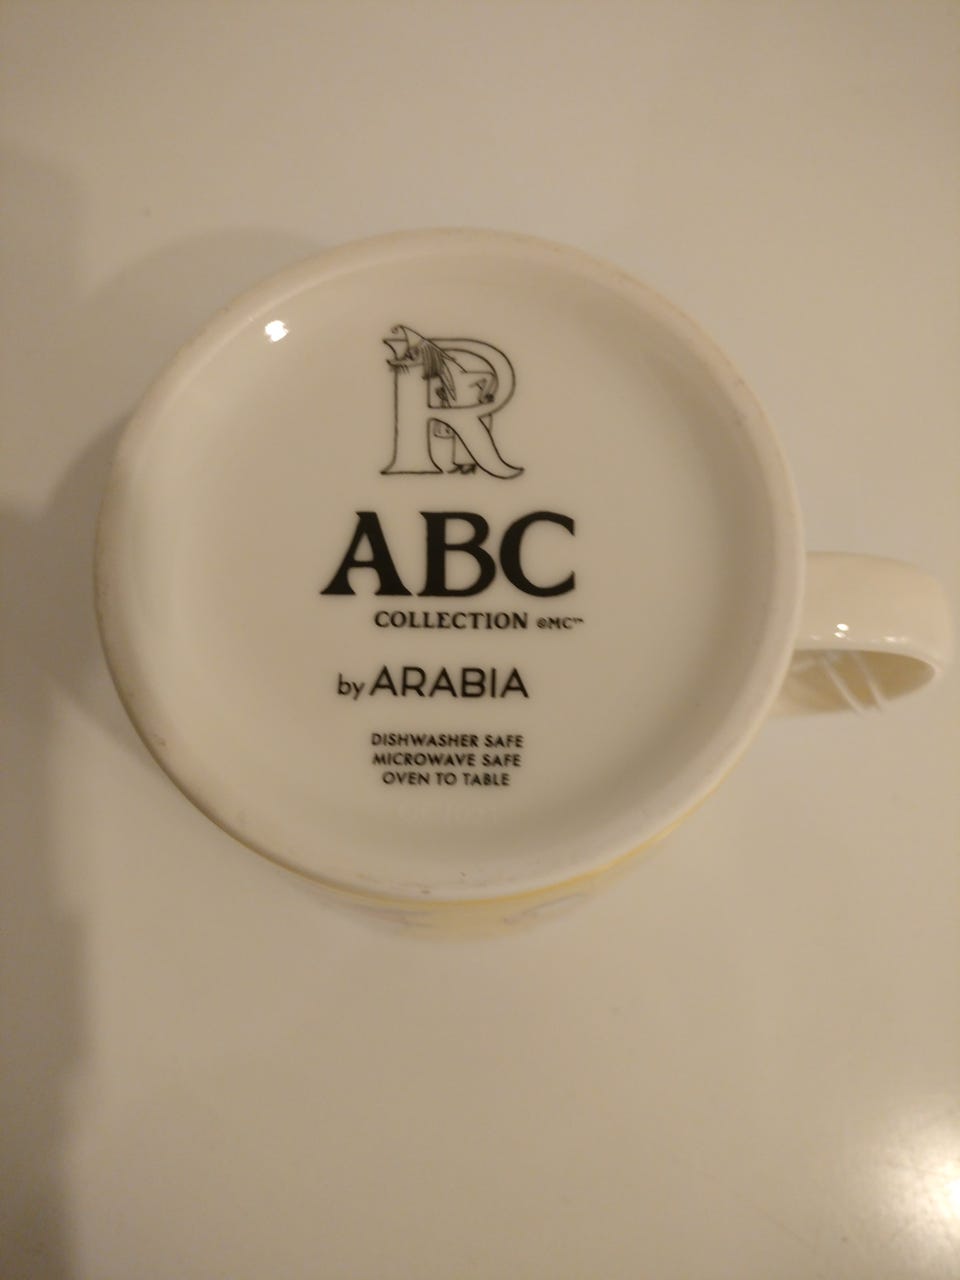 R
ABC
COLLECTION ©MC™
by ARABIA
DISHWASHER SAFE
MICROWAVE SAFE
OVEN TO TABLE